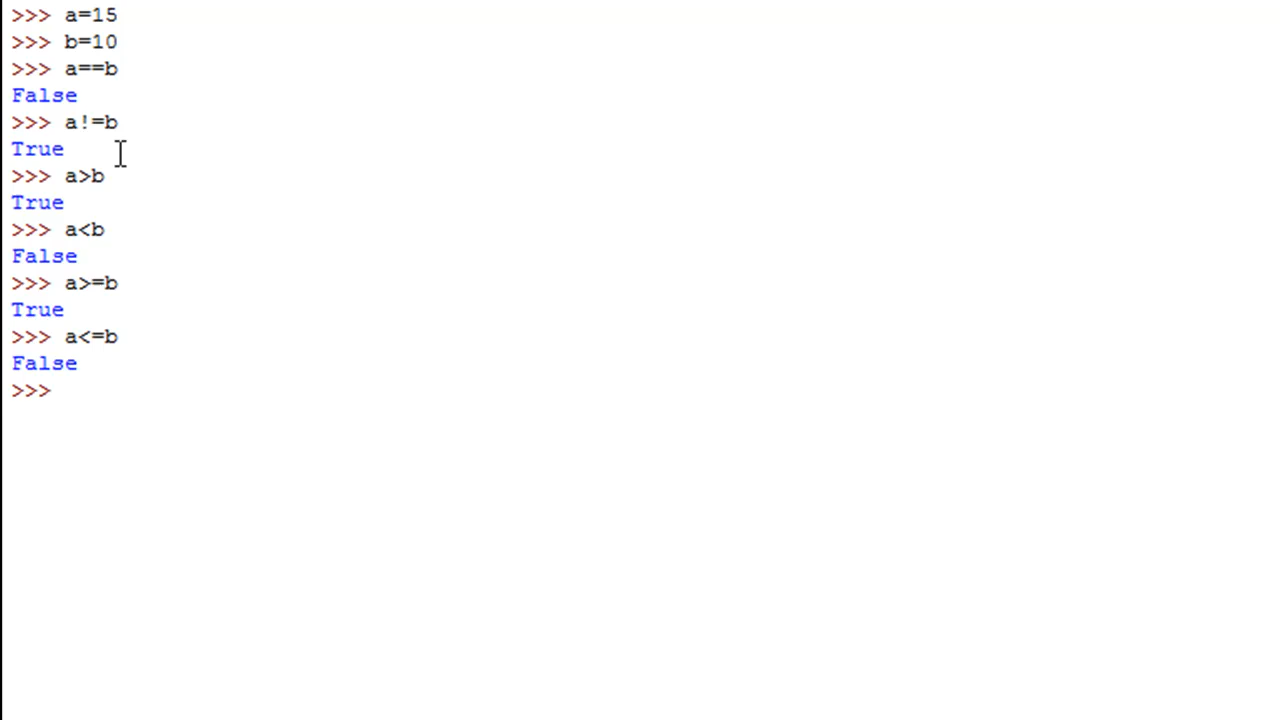 >>> a=15
>>> b=10
>>> a==b
False
>>> a!=b
True
>>> a>b
True
>>> a<b
False
>>> a>=b
True
>>> a<=b
False
>>>